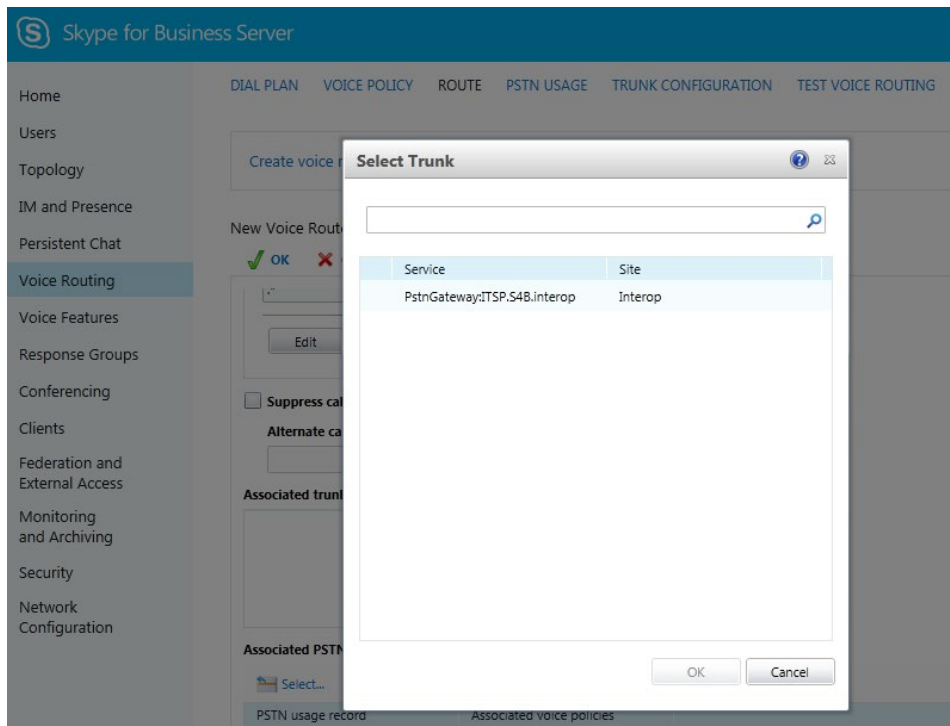 S Skype for Business Server
Home
Users
Topology
IM and Presence
Persistent Chat
Voice Routing
Voice Features
Response Groups
Conferencing
Clients
Federation and
External Access
Monitoring
and Archiving
Security
Network
Configuration
DIAL PLAN VOICE POLICY ROUTE PSTN USAGE TRUNK CONFIGURATION TEST VOICE ROUTING
Create voice r
New Voice Rout
OK
Edit
Suppress cal
Alternate ca
Associated trunk
Associated PSTN
Select...
PSTN usage record Associated voice policies
Select Trunk ?
Service Site
PstnGateway:ITSP.S4B.interop Interop
OK Cancel